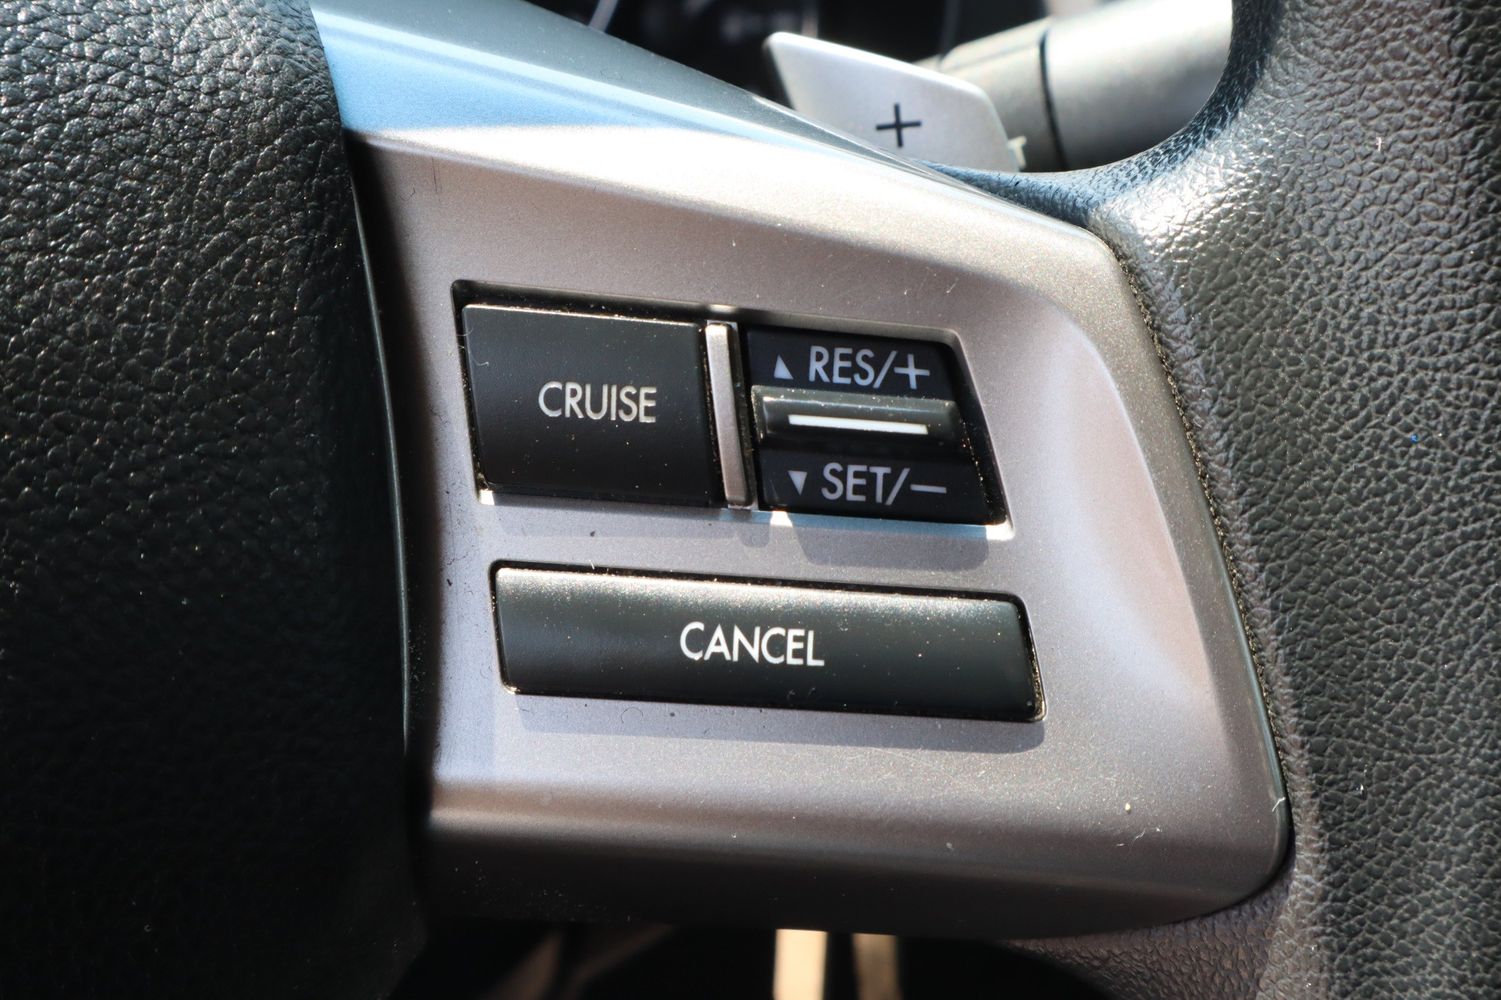 +
CRUISE
▲ RES/+
▼ SET/−
CANCEL